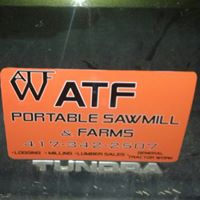 ATF
W ATF
PORTABLE SAWMILL
& FARMS
417-342-2507
•LOGGING •MILLING •LUMBER SALES •GENERAL
TRACTOR WORK
TUNDRA